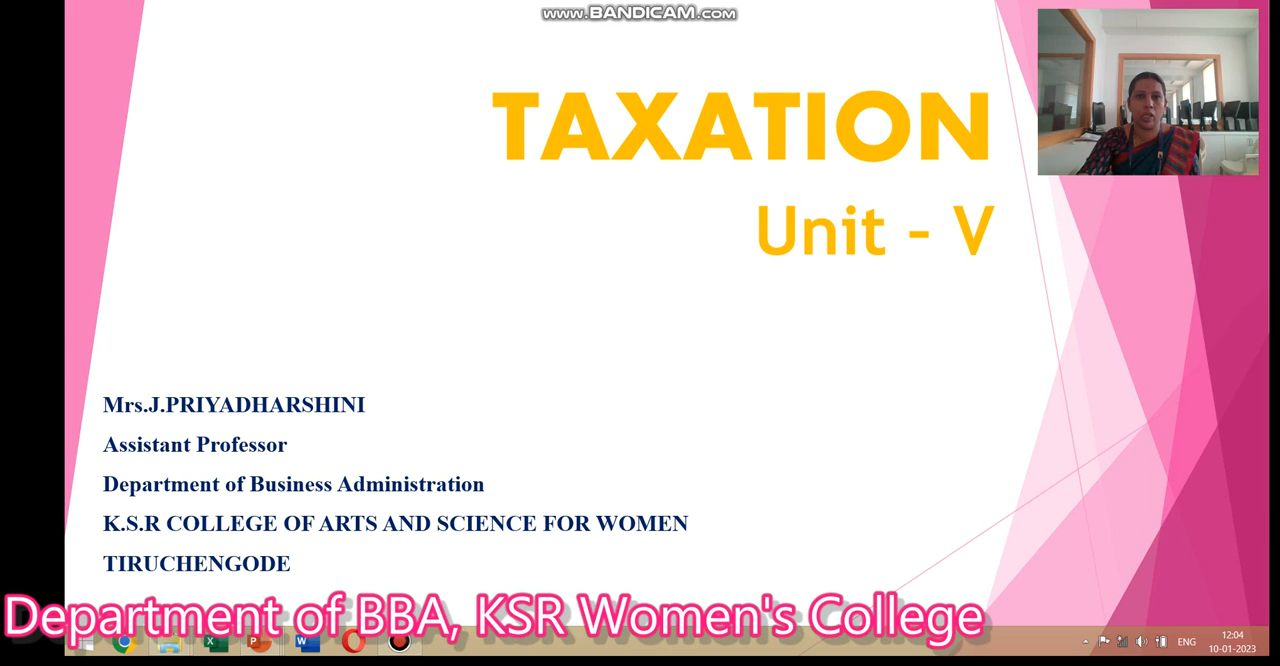 www.BANDICAM.com
TAXATION
Unit - V
Mrs.J.PRIYADHARSHINI
Assistant Professor
Department of Business Administration
K.S.R COLLEGE OF ARTS AND SCIENCE FOR WOMEN
TIRUCHENGODE
Department of BBA, KSR Women's College
ENG
12:04
10-01-2023